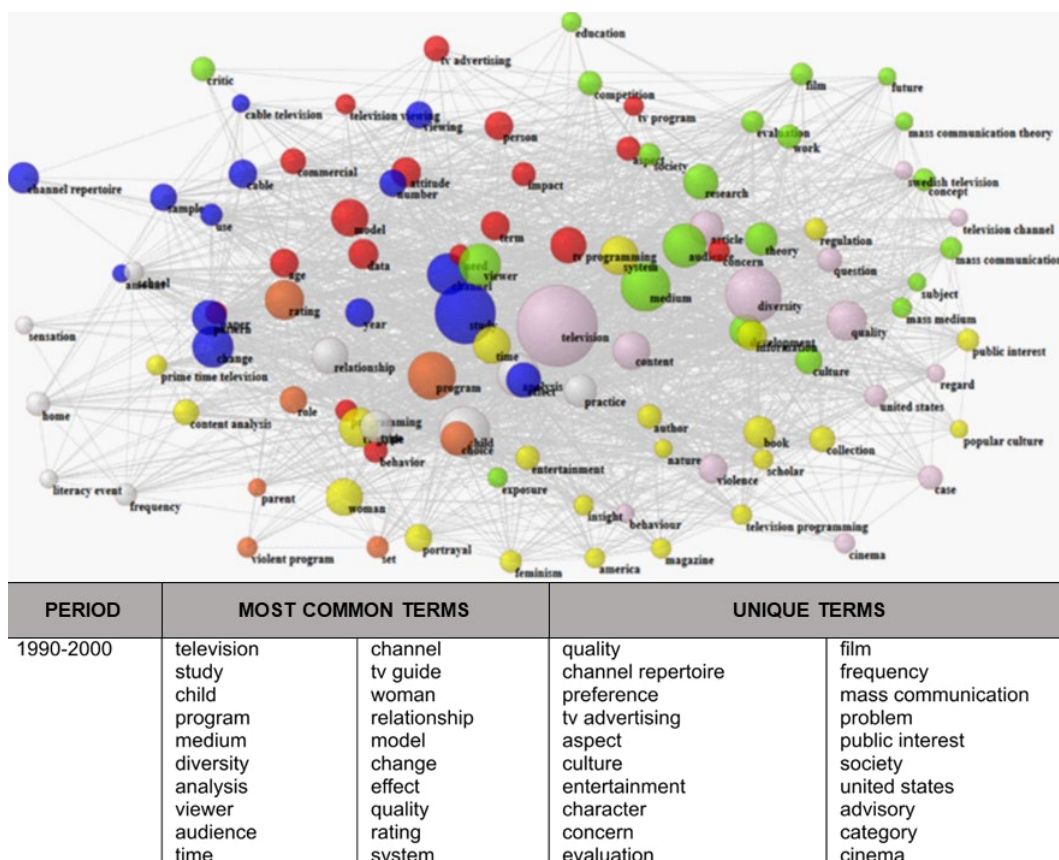 education
tv advertising
critic
film
future
competition
cable television
television viewing
viewing
tv program
person
evaluation
work
mass communication theory
aspect
society
commercial
channel repertoire
cable
attitude
number
impact
research
swedish television
concept
sample
use
model
term
article
television channel
data
tv programming
system
audience
concern
theory
regulation
mass communication
age
need
viewer
channel
question
school
rating
medium
diversity
subject
mass medium
pattern
year
study
television
quality
sensation
change
time
development
information
public interest
relationship
content
culture
prime time television
program
analysis
effect
practice
regard
united states
home
content analysis
role
programming
author
book
collection
popular culture
behavior
child
choice
nature
entertainment
scholar
violence
literacy event
frequency
parent
woman
exposure
case
insight
behaviour
television programming
violent program
set
portrayal
feminism
america
magazine
cinema
PERIOD MOST COMMON TERMS UNIQUE TERMS
1990-2000 television channel quality film
study tv guide channel repertoire frequency
child woman preference mass communication
program relationship tv advertising problem
medium model aspect public interest
diversity change culture society
analysis effect entertainment united states
viewer quality character advisory
audience rating concern category
time system evaluation cinema